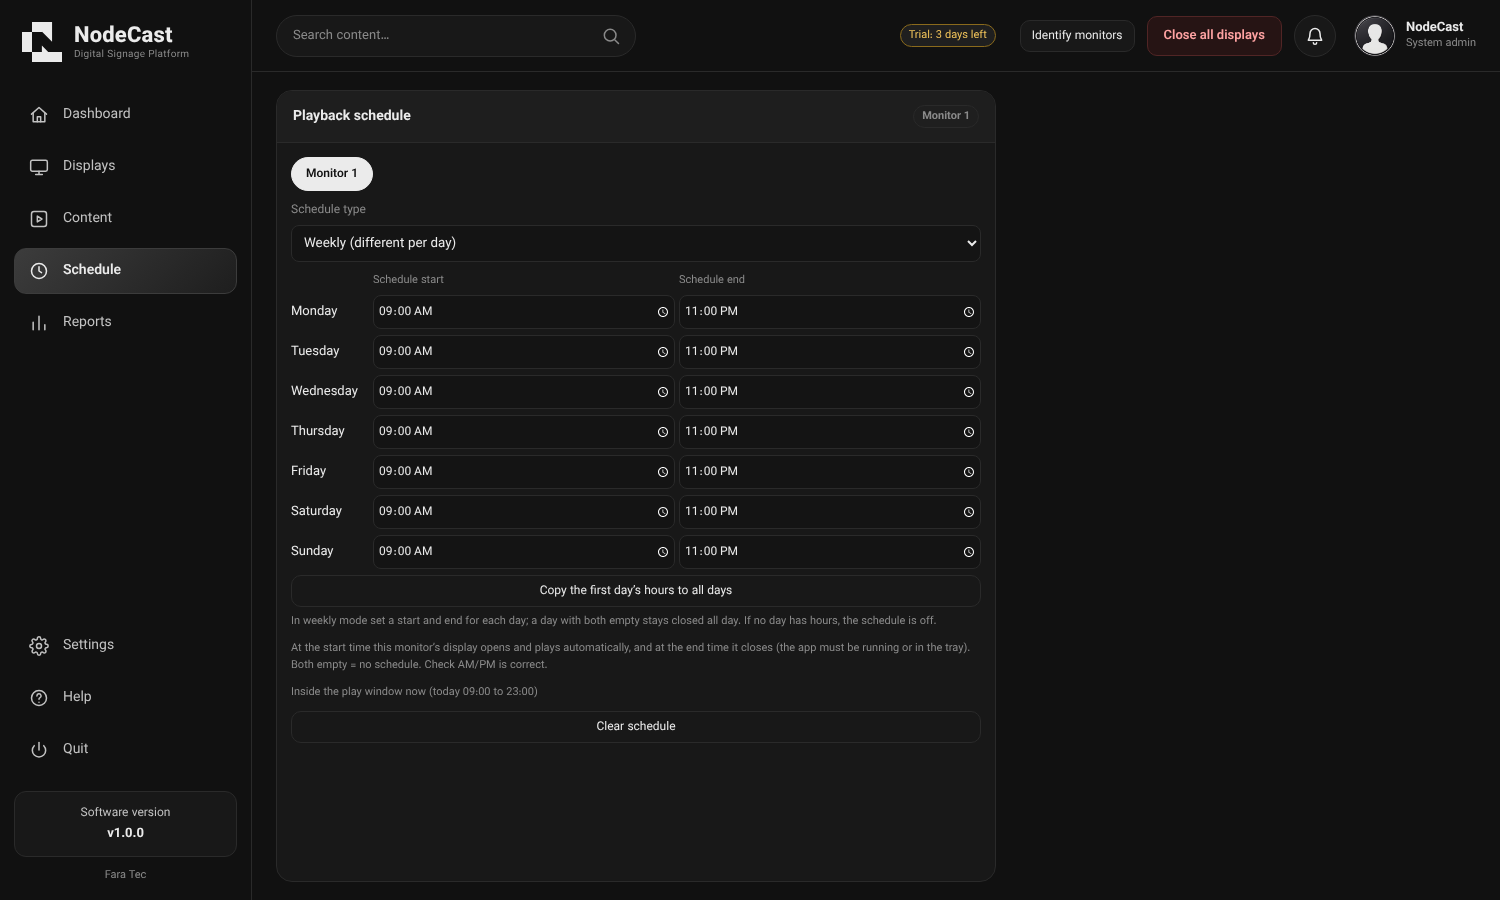 NodeCast
Digital Signage Platform
Search content...
Trial: 3 days left
Identify monitors
Close all displays
NodeCast
System admin
Dashboard
Displays
Content
Schedule
Reports
Settings
Help
Quit
Software version
v1.0.0
Fara Tec
Playback schedule
Monitor 1
Monitor 1
Schedule type
Weekly (different per day)
Schedule start Schedule end
Monday 09:00 AM 11:00 PM
Tuesday 09:00 AM 11:00 PM
Wednesday 09:00 AM 11:00 PM
Thursday 09:00 AM 11:00 PM
Friday 09:00 AM 11:00 PM
Saturday 09:00 AM 11:00 PM
Sunday 09:00 AM 11:00 PM
Copy the first day's hours to all days
In weekly mode set a start and end for each day; a day with both empty stays closed all day. If no day has hours, the schedule is off.
At the start time this monitor's display opens and plays automatically, and at the end time it closes (the app must be running or in the tray).
Both empty = no schedule. Check AM/PM is correct.
Inside the play window now (today 09:00 to 23:00)
Clear schedule